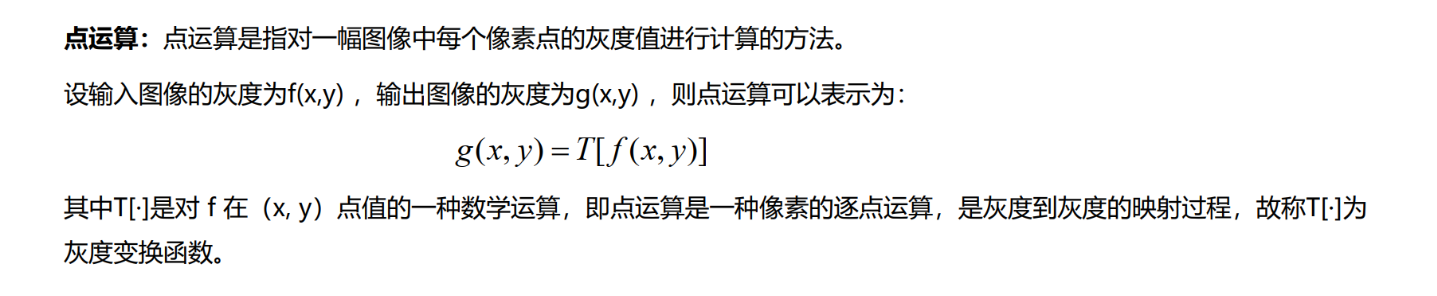 点运算：点运算是指对一幅图像中每个像素点的灰度值进行计算的方法。
设输入图像的灰度为f(x,y) ，输出图像的灰度为g(x,y) ，则点运算可以表示为：
g(x, y) = T[f(x, y)]
其中T[·]是对 f 在（x, y）点值的一种数学运算，即点运算是一种像素的逐点运算，是灰度到灰度的映射过程，故称T[·]为
灰度变换函数。